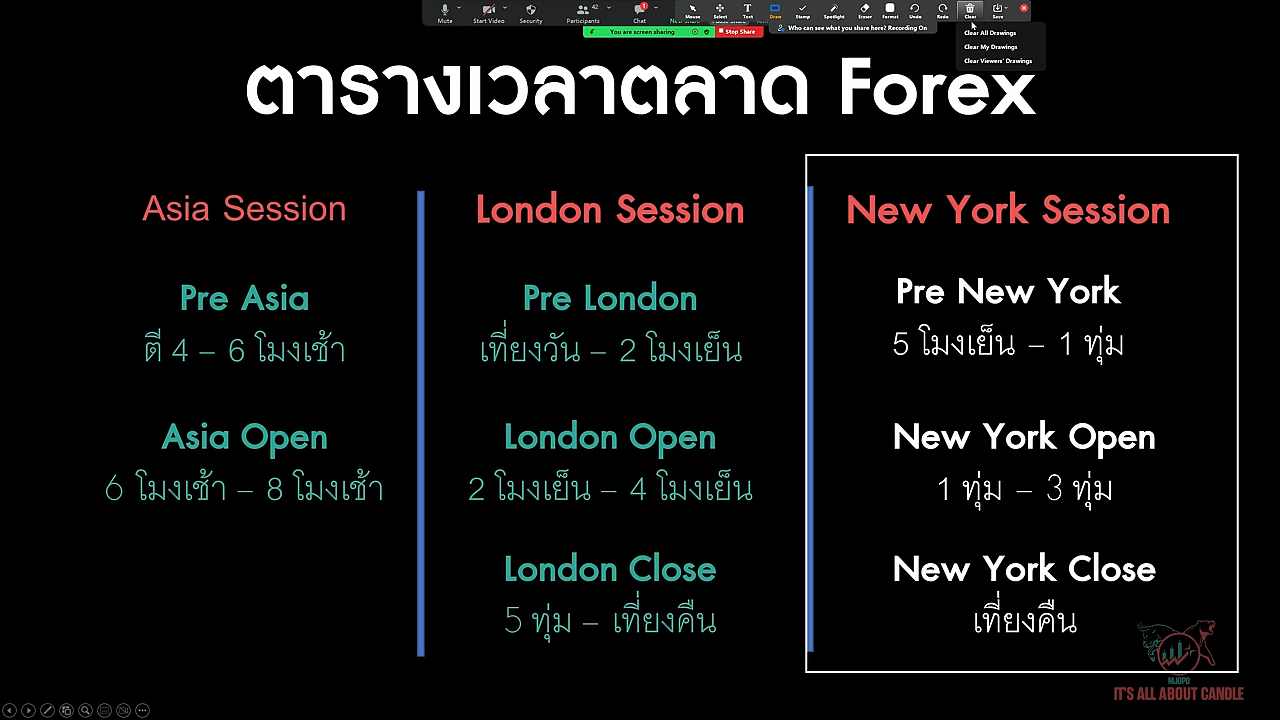 Mute
Start Video
Security
Participants
42
Chat
1
Mouse
Select
Text
Draw
Stamp
Spotlight
Eraser
Format
Undo
Redo
Clear
Save
You are screen sharing
Stop Share
Who can see what you share here? Recording On
Clear All Drawings
Clear My Drawings
Clear Viewers' Drawings
ตารางเวลาตลาด Forex
Asia Session
Pre Asia
ตี 4 – 6 โมงเช้า
Asia Open
6 โมงเช้า – 8 โมงเช้า
London Session
Pre London
เที่ยงวัน – 2 โมงเย็น
London Open
2 โมงเย็น – 4 โมงเย็น
London Close
5 ทุ่ม – เที่ยงคืน
New York Session
Pre New York
5 โมงเย็น – 1 ทุ่ม
New York Open
1 ทุ่ม – 3 ทุ่ม
New York Close
เที่ยงคืน
MJOPO
IT'S ALL ABOUT CANDLE